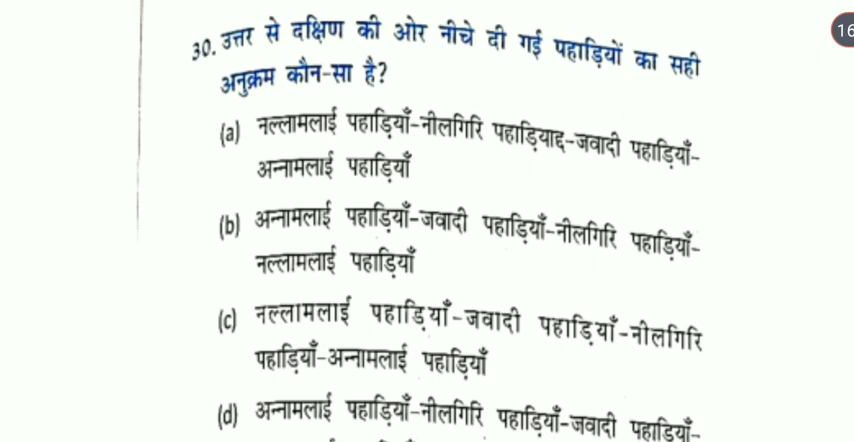 16
30. उत्तर से दक्षिण की ओर नीचे दी गई पहाड़ियों का सही
अनुक्रम कौन-सा है?
(a) नल्लामलाई पहाड़ियाँ-नीलगिरि पहाड़ियाद्द-जवादी पहाड़ियाँ-
अन्नामलाई पहाड़ियाँ
(b) अन्नामलाई पहाड़ियाँ-जवादी पहाड़ियाँ-नीलगिरि पहाड़ियाँ-
नल्लामलाई पहाड़ियाँ
(c) नल्लामलाई पहाड़ियाँ-जवादी पहाड़ियाँ-नीलगिरि
पहाड़ियाँ-अन्नामलाई पहाड़ियाँ
(d) अन्नामलाई पहाड़ियाँ-नीलगिरि पहाड़ियाँ-जवादी पहाड़ियाँ-